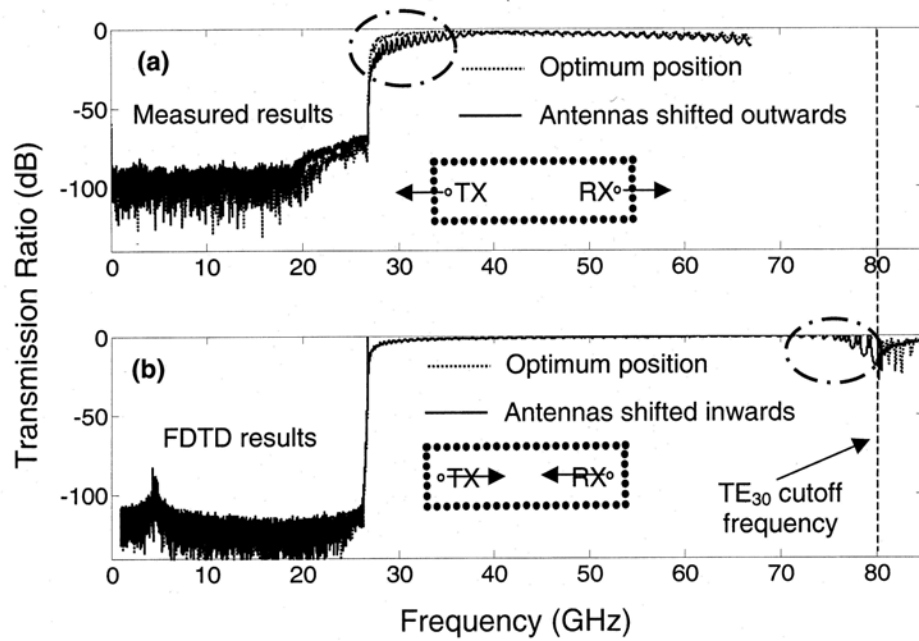 Transmission Ratio (dB)
0
-50
-100
(a)
Optimum position
Measured results
Antennas shifted outwards
TX RX
0 10 20 30 40 50 60 70 80
0
-50
-100
(b)
Optimum position
Antennas shifted inwards
FDTD results
TX RX
TE30 cutoff
frequency
0 10 20 30 40 50 60 70 80
Frequency (GHz)